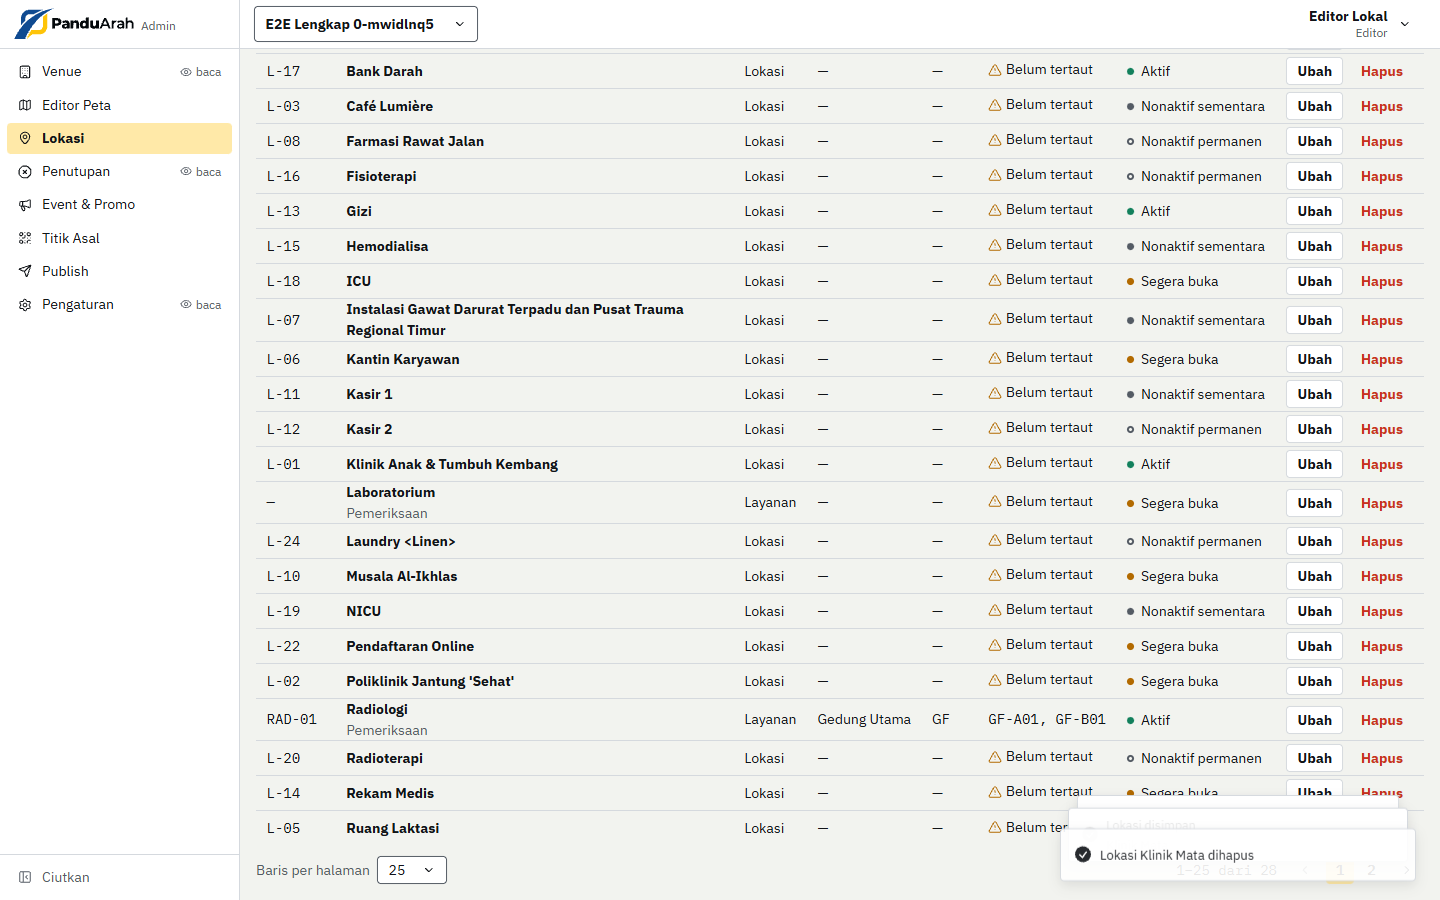 PanduArah Admin
E2E Lengkap 0-mwidlnq5
Editor Lokal
Editor
Venue baca
Editor Peta
Lokasi
Penutupan baca
Event & Promo
Titik Asal
Publish
Pengaturan baca
Ciutkan
L-17 Bank Darah Lokasi — — Belum tertaut Aktif Ubah Hapus
L-03 Café Lumière Lokasi — — Belum tertaut Nonaktif sementara Ubah Hapus
L-08 Farmasi Rawat Jalan Lokasi — — Belum tertaut Nonaktif permanen Ubah Hapus
L-16 Fisioterapi Lokasi — — Belum tertaut Nonaktif permanen Ubah Hapus
L-13 Gizi Lokasi — — Belum tertaut Aktif Ubah Hapus
L-15 Hemodialisa Lokasi — — Belum tertaut Nonaktif sementara Ubah Hapus
L-18 ICU Lokasi — — Belum tertaut Segera buka Ubah Hapus
L-07 Instalasi Gawat Darurat Terpadu dan Pusat Trauma
Regional Timur Lokasi — — Belum tertaut Nonaktif sementara Ubah Hapus
L-06 Kantin Karyawan Lokasi — — Belum tertaut Segera buka Ubah Hapus
L-11 Kasir 1 Lokasi — — Belum tertaut Nonaktif sementara Ubah Hapus
L-12 Kasir 2 Lokasi — — Belum tertaut Nonaktif permanen Ubah Hapus
L-01 Klinik Anak & Tumbuh Kembang Lokasi — — Belum tertaut Aktif Ubah Hapus
— Laboratorium
Pemeriksaan Layanan — — Belum tertaut Segera buka Ubah Hapus
L-24 Laundry <Linen> Lokasi — — Belum tertaut Nonaktif permanen Ubah Hapus
L-10 Musala Al-Ikhlas Lokasi — — Belum tertaut Segera buka Ubah Hapus
L-19 NICU Lokasi — — Belum tertaut Nonaktif sementara Ubah Hapus
L-22 Pendaftaran Online Lokasi — — Belum tertaut Segera buka Ubah Hapus
L-02 Poliklinik Jantung 'Sehat' Lokasi — — Belum tertaut Segera buka Ubah Hapus
RAD-01 Radiologi
Pemeriksaan Layanan Gedung Utama GF GF-A01, GF-B01 Aktif Ubah Hapus
L-20 Radioterapi Lokasi — — Belum tertaut Nonaktif permanen Ubah Hapus
L-14 Rekam Medis Lokasi — — Belum tertaut Segera buka Ubah Hapus
L-05 Ruang Laktasi Lokasi — — Belum
Lokasi disimpan
Lokasi Klinik Mata dihapus
Baris per halaman 25
1–25 dari 28 1 2